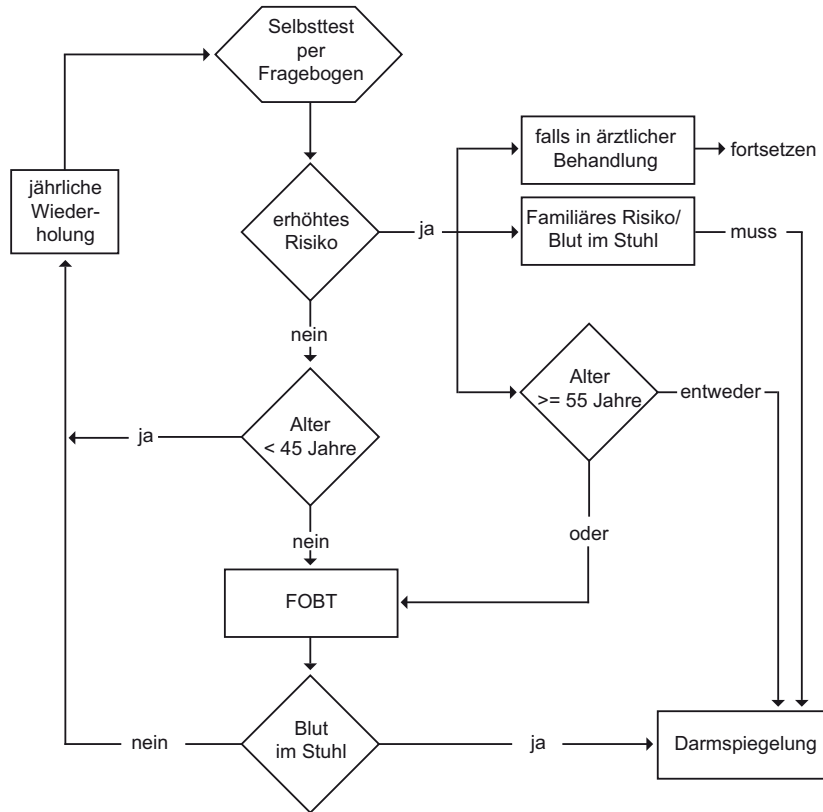 Selbsttest
per
Fragebogen
falls in ärztlicher
Behandlung
fortsetzen
jährliche
Wieder-
holung
erhöhtes
Risiko
ja
Familiäres Risiko/
Blut im Stuhl
muss
nein
Alter
>= 55 Jahre
entweder
Alter
< 45 Jahre
ja
nein
oder
FOBT
Blut
im Stuhl
nein
ja
Darmspiegelung